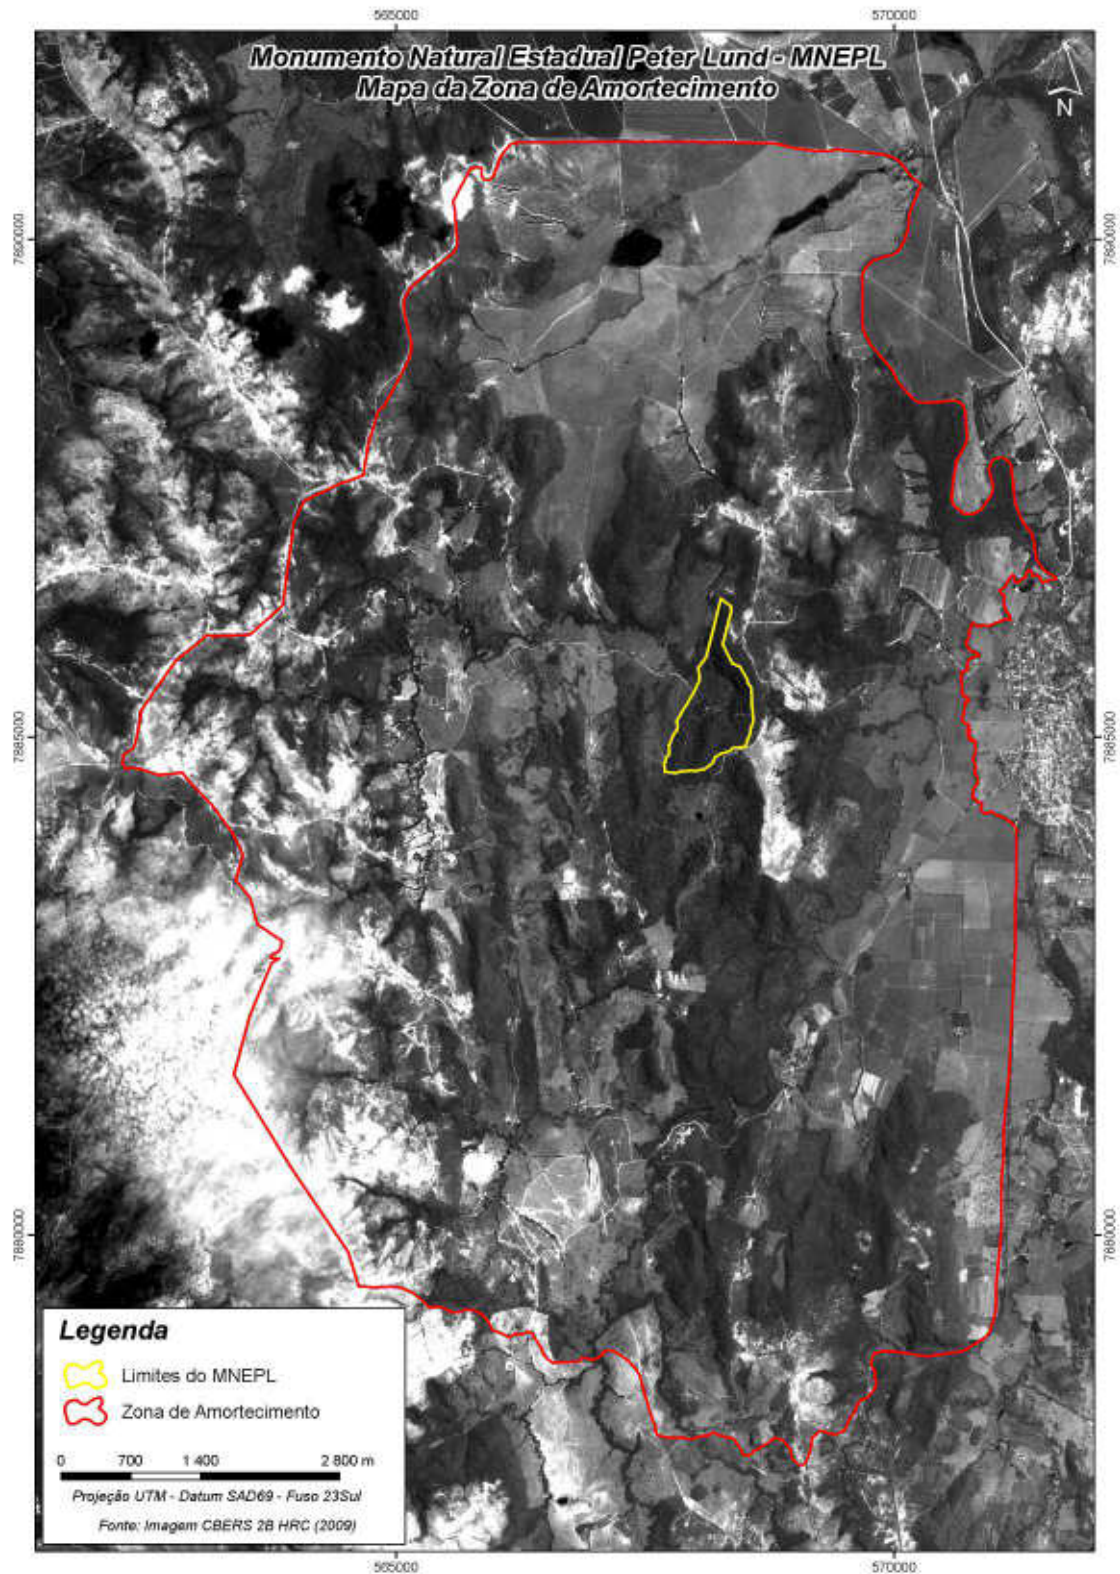 565000 570000
Monumento Natural Estadual Peter Lund - MNEPL
Mapa da Zona de Amortecimento
N
7890000 7890000
7885000 7885000
7880000 7880000
Legenda
Limites do MNEPL
Zona de Amortecimento
0 700 1 400 2 800 m
Projeção UTM - Datum SAD69 - Fuso 23Sul
Fonte: Imagem CBERS 2B HRC (2009)
565000 570000